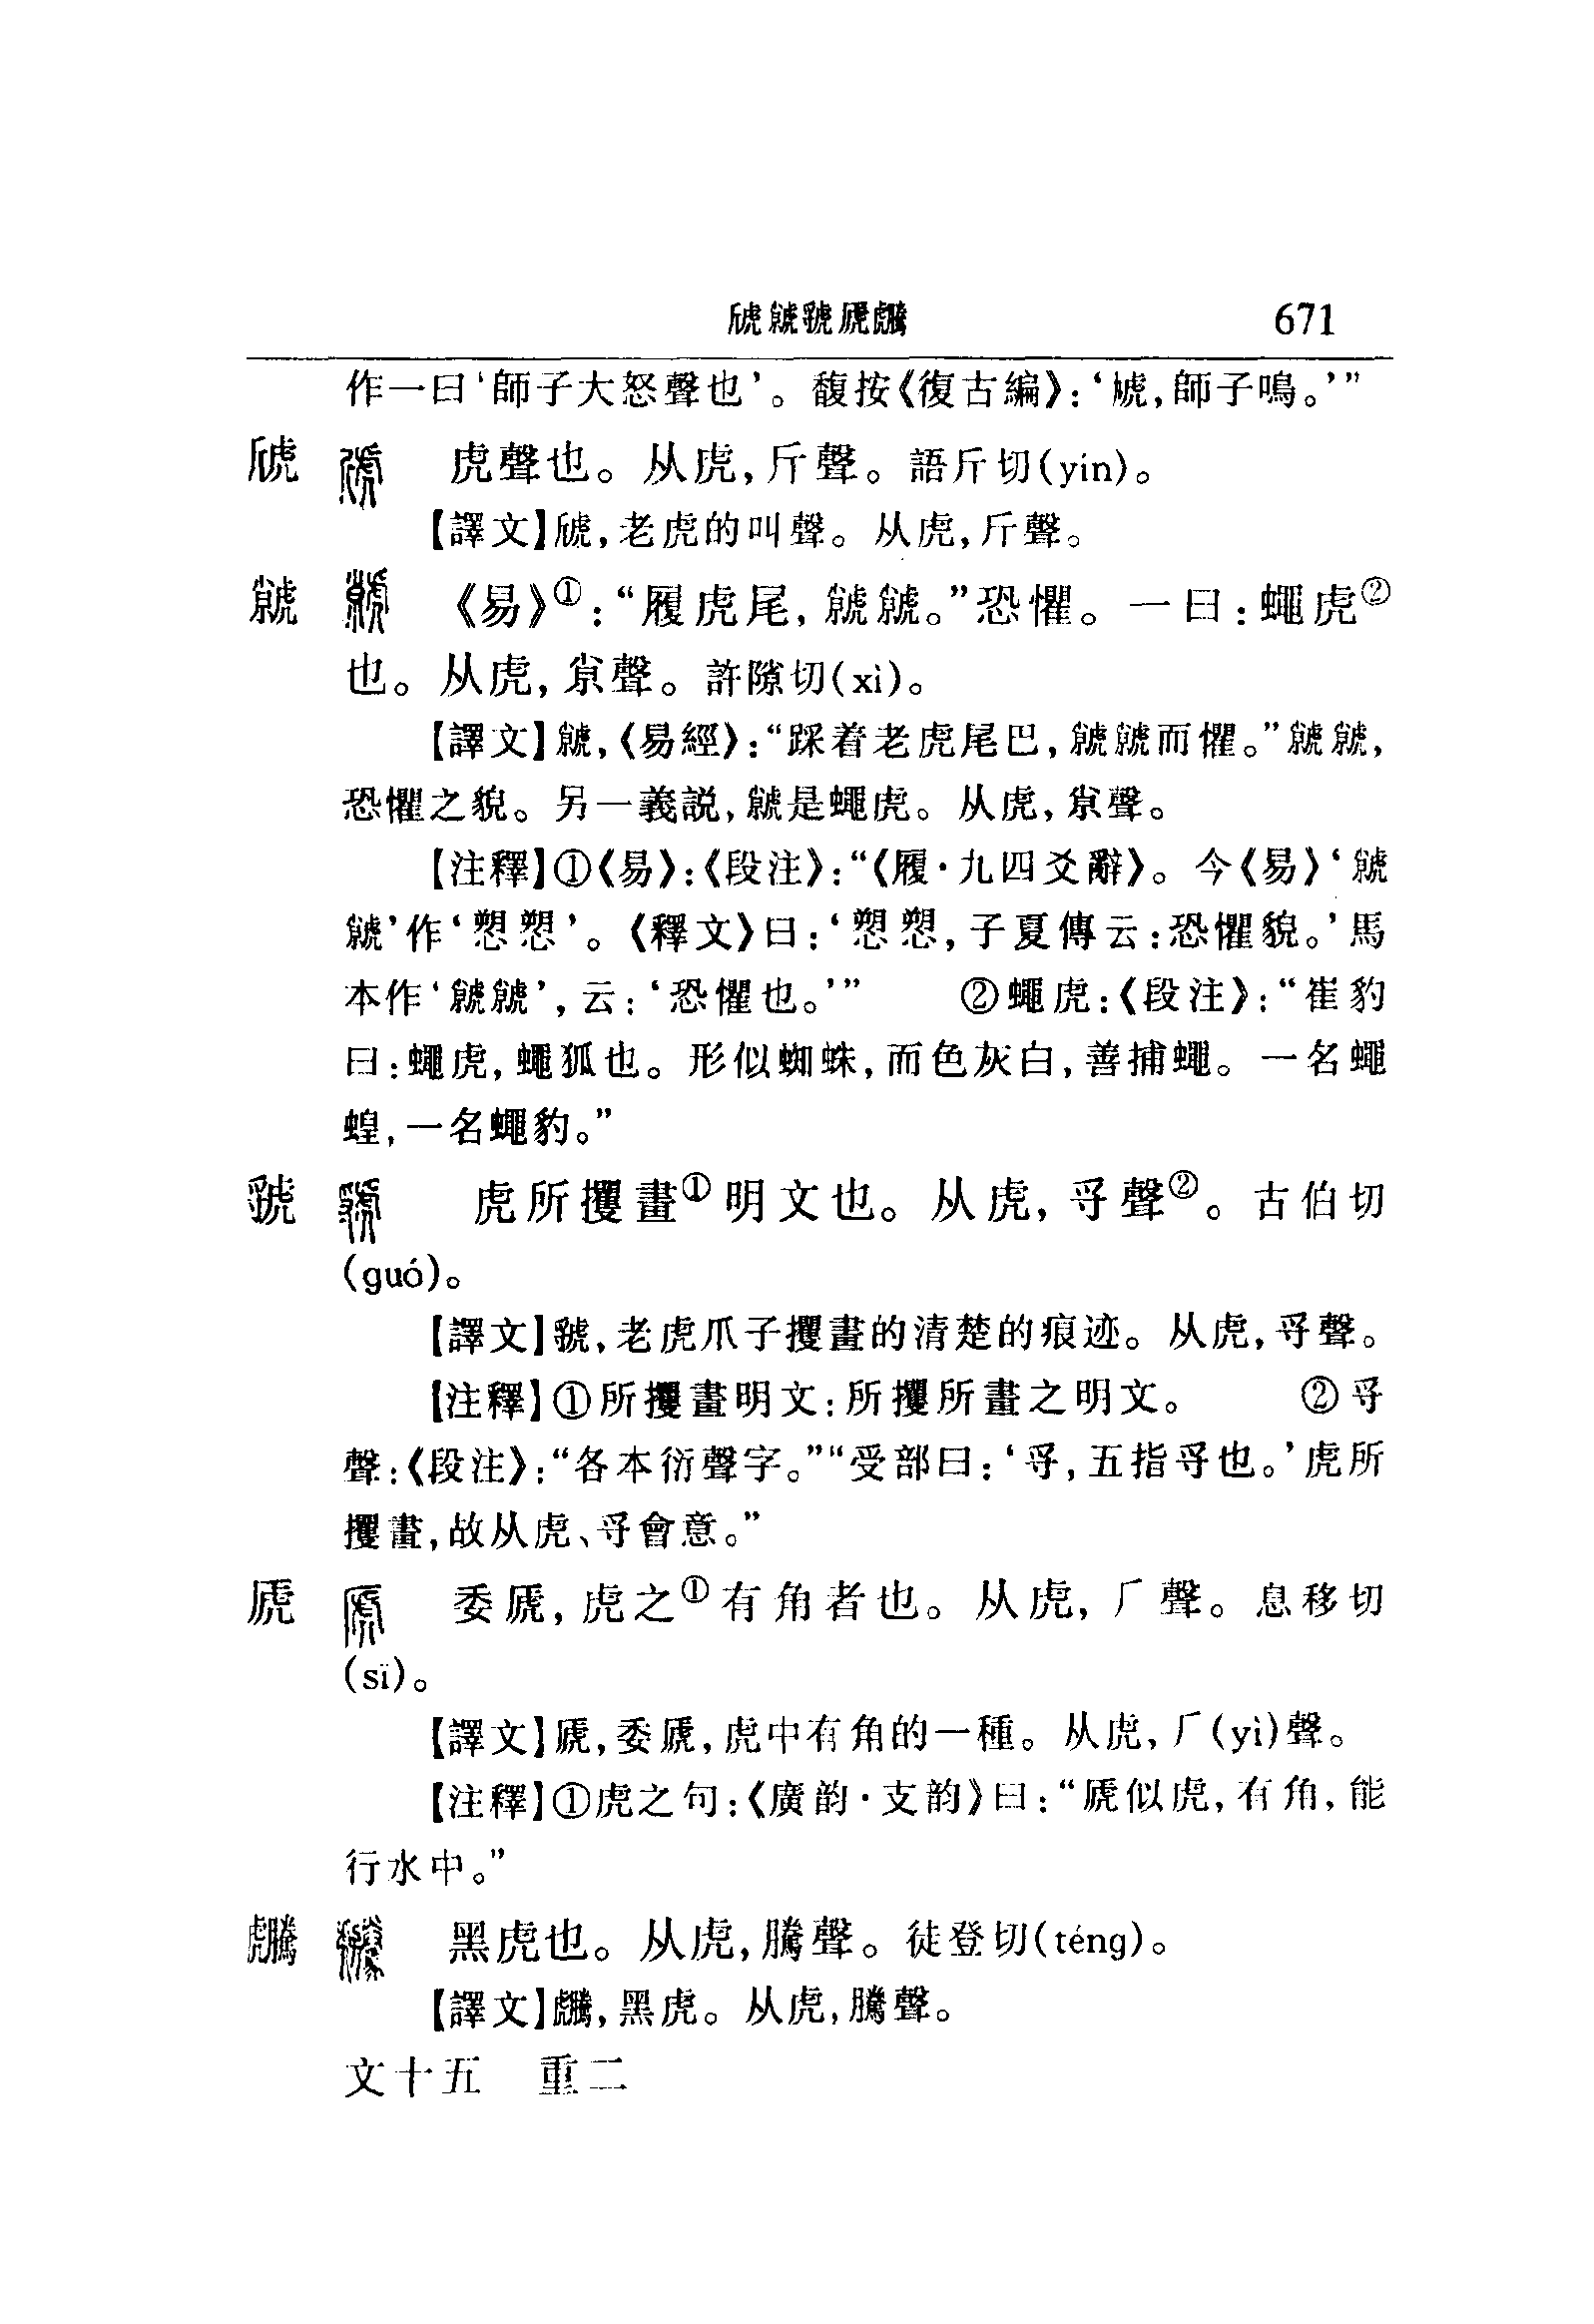 虒虩虢虒䲢 671
作一曰‘師子大怒聲也’。馥按《復古編》:‘虓,師子鳴。’”
虎聲也。从虎,斤聲。語斤切(yín)。
【譯文】䖐,老虎的叫聲。从虎,斤聲。
虩 《易》①:“履虎尾,虩虩。”恐懼。一曰:蠅虎②
也。从虎,𡭴聲。許隙切(xì)。
【譯文】虩,《易經》:“踩着老虎尾巴,虩虩而懼。”虩虩,
恐懼之貌。另一義説,虩是蠅虎。从虎,𡭴聲。
【注釋】①《易》:《段注》:“《履·九四爻辭》。今《易》‘虩
虩’作‘愬愬’。《釋文》曰:‘愬愬,子夏傳云:恐懼貌。’馬
本作‘虩虩’,云:‘恐懼也。’” ②蠅虎:《段注》:“崔豹
曰:蠅虎,蠅狐也。形似蜘蛛,而色灰白,善捕蠅。一名蠅
蝗,一名蠅豹。”
虢 虎所攫畫①明文也。从虎,寽聲②。古伯切
(guó)。
【譯文】虢,老虎爪子攫畫的清楚的痕迹。从虎,寽聲。
【注釋】①所攫畫明文:所攫所畫之明文。 ②寽
聲:《段注》:“各本衍聲字。”“受部曰:‘寽,五指寽也。’虎所
攫畫,故从虎、寽會意。”
虒 委虒,虎之①有角者也。从虎,厂聲。息移切
(sī)。
【譯文】虒,委虒,虎中有角的一種。从虎,厂(yì)聲。
【注釋】①虎之句:《廣韵·支韵》曰:“虒似虎,有角,能
行水中。”
黑虎也。从虎,騰聲。徒登切(téng)。
【譯文】䖜,黑虎。从虎,騰聲。
文十五 重二